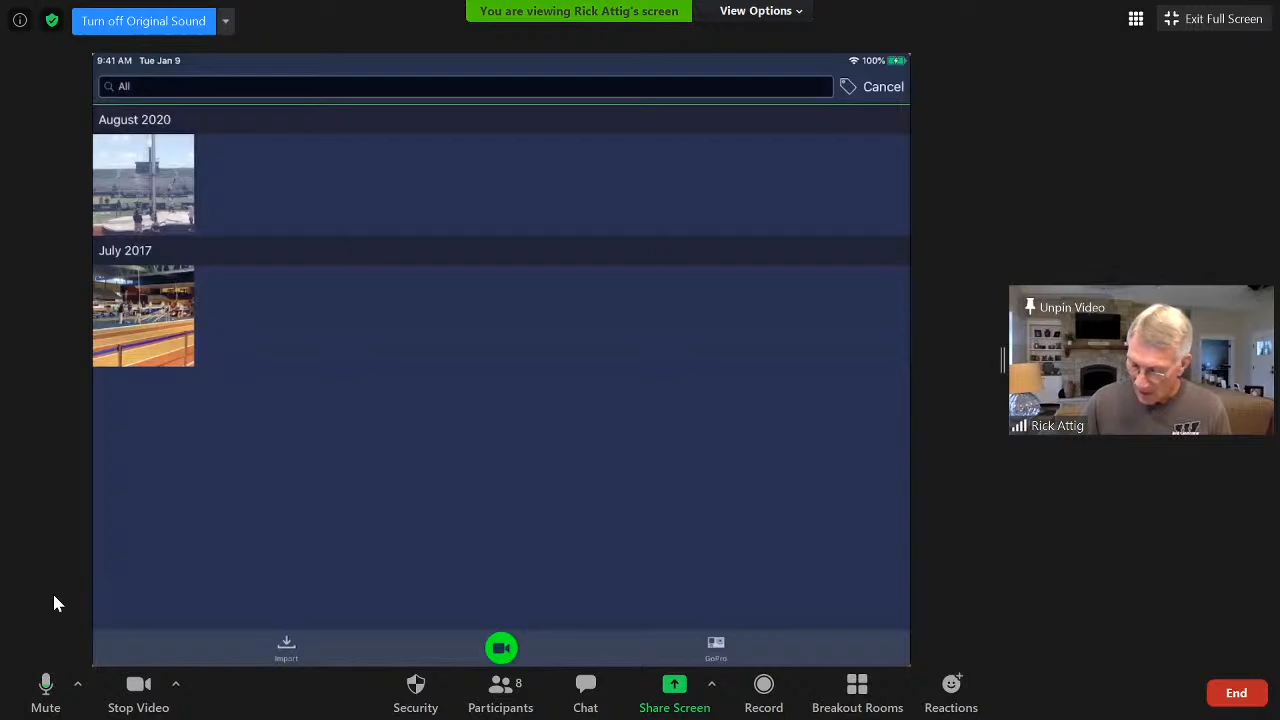 Turn off Original Sound
You are viewing Rick Attig's screen
View Options
Exit Full Screen
9:41 AM Tue Jan 9
100%
All
Cancel
August 2020
July 2017
Unpin Video
Rick Attig
Import
GoPro
8
Mute
Stop Video
Security
Participants
Chat
Share Screen
Record
Breakout Rooms
Reactions
End